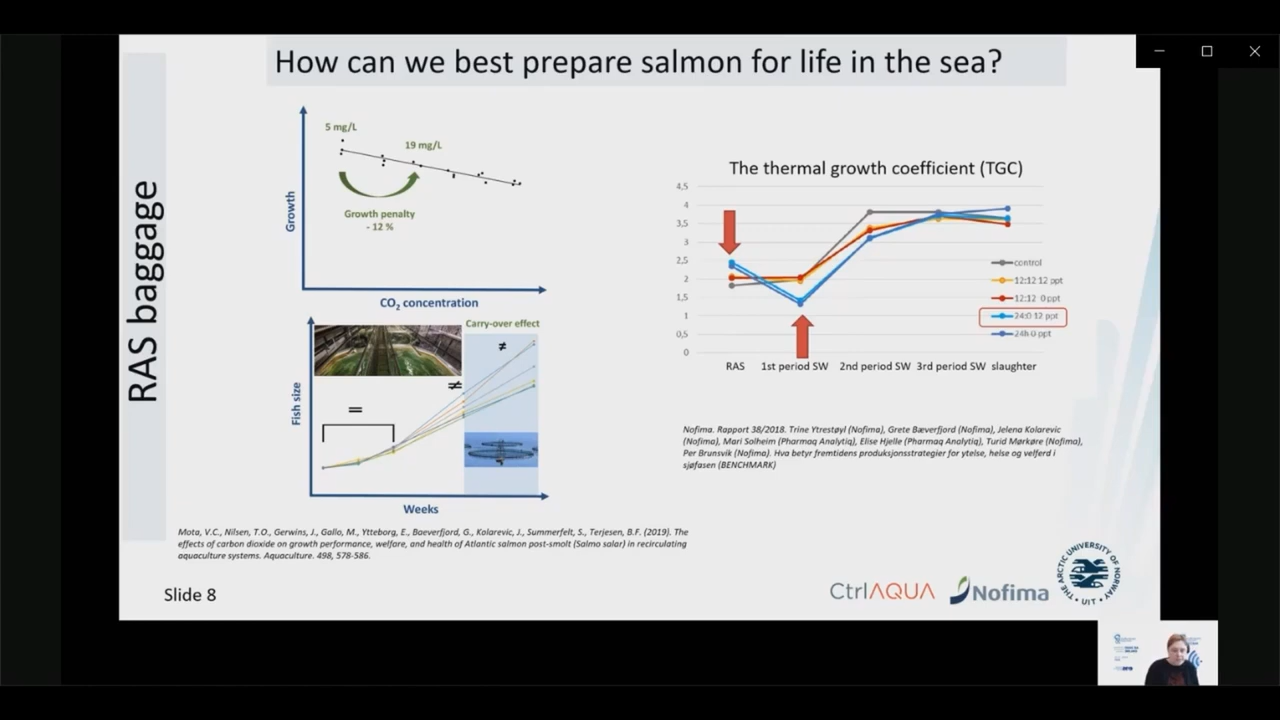 How can we best prepare salmon for life in the sea?
RAS baggage
5 mg/L
19 mg/L
Growth penalty
- 12 %
Growth
CO₂ concentration
Carry-over effect
≠
≠
=
Fish size
Weeks
Mota, V.C., Nilsen, T.O., Gerwins, J., Gallo, M., Ytteborg, E., Baeverfjord, G., Kolarevic, J., Summerfelt, S., Terjesen, B.F. (2019). The
effects of carbon dioxide on growth performance, welfare, and health of Atlantic salmon post-smolt (Salmo salar) in recirculating
aquaculture systems. Aquaculture. 498, 578-586.
The thermal growth coefficient (TGC)
4,5
4
3,5
3
2,5
2
1,5
1
0,5
0
RAS 1st period SW 2nd period SW 3rd period SW slaughter
control
12:12 12 ppt
12:12 0 ppt
24:0 12 ppt
24h 0 ppt
Nofima. Rapport 38/2018. Trine Ytrestøyl (Nofima), Grete Bæverfjord (Nofima), Jelena Kolarevic
(Nofima), Mari Solheim (Pharmaq Analytiq), Elise Hjelle (Pharmaq Analytiq), Turid Mørkøre (Nofima),
Per Brunsvik (Nofima). Hva betyr fremtidens produksjonsstrategier for ytelse, helse og velferd i
sjøfasen (BENCHMARK)
Slide 8
CtrlAQUA
Nofima
THE ARCTIC UNIVERSITY OF NORWAY
UIT